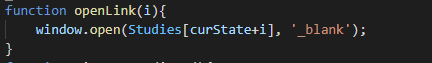 function openLink(i){
    window.open(Studies[curState+i], '_blank');
}